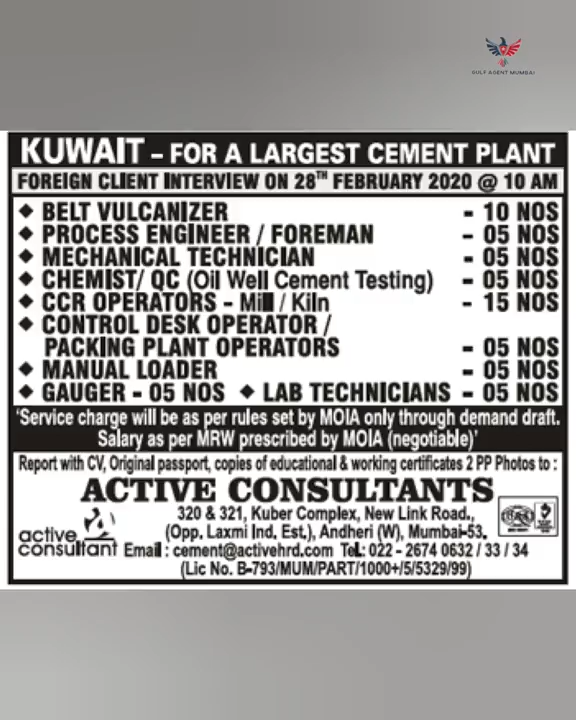 GULF AGENT MUMBAI
KUWAIT – FOR A LARGEST CEMENT PLANT
FOREIGN CLIENT INTERVIEW ON 28TH FEBRUARY 2020 @ 10 AM
◆ BELT VULCANIZER - 10 NOS
◆ PROCESS ENGINEER / FOREMAN - 05 NOS
◆ MECHANICAL TECHNICIAN - 05 NOS
◆ CHEMIST/ QC (Oil Well Cement Testing) - 05 NOS
◆ CCR OPERATORS - Mill / Kiln - 15 NOS
◆ CONTROL DESK OPERATOR /
PACKING PLANT OPERATORS - 05 NOS
◆ MANUAL LOADER - 05 NOS
◆ GAUGER - 05 NOS ◆ LAB TECHNICIANS - 05 NOS
'Service charge will be as per rules set by MOIA only through demand draft.
Salary as per MRW prescribed by MOIA (negotiable)'
Report with CV, Original passport, copies of educational & working certificates 2 PP Photos to :
ACTIVE CONSULTANTS
320 & 321, Kuber Complex, New Link Road.,
(Opp. Laxmi Ind. Est.), Andheri (W), Mumbai-53.
active
consultant
Email : cement@activehrd.com Tel.: 022 - 2674 0632 / 33 / 34
(Lic No. B-793/MUM/PART/1000+/5/5329/99)